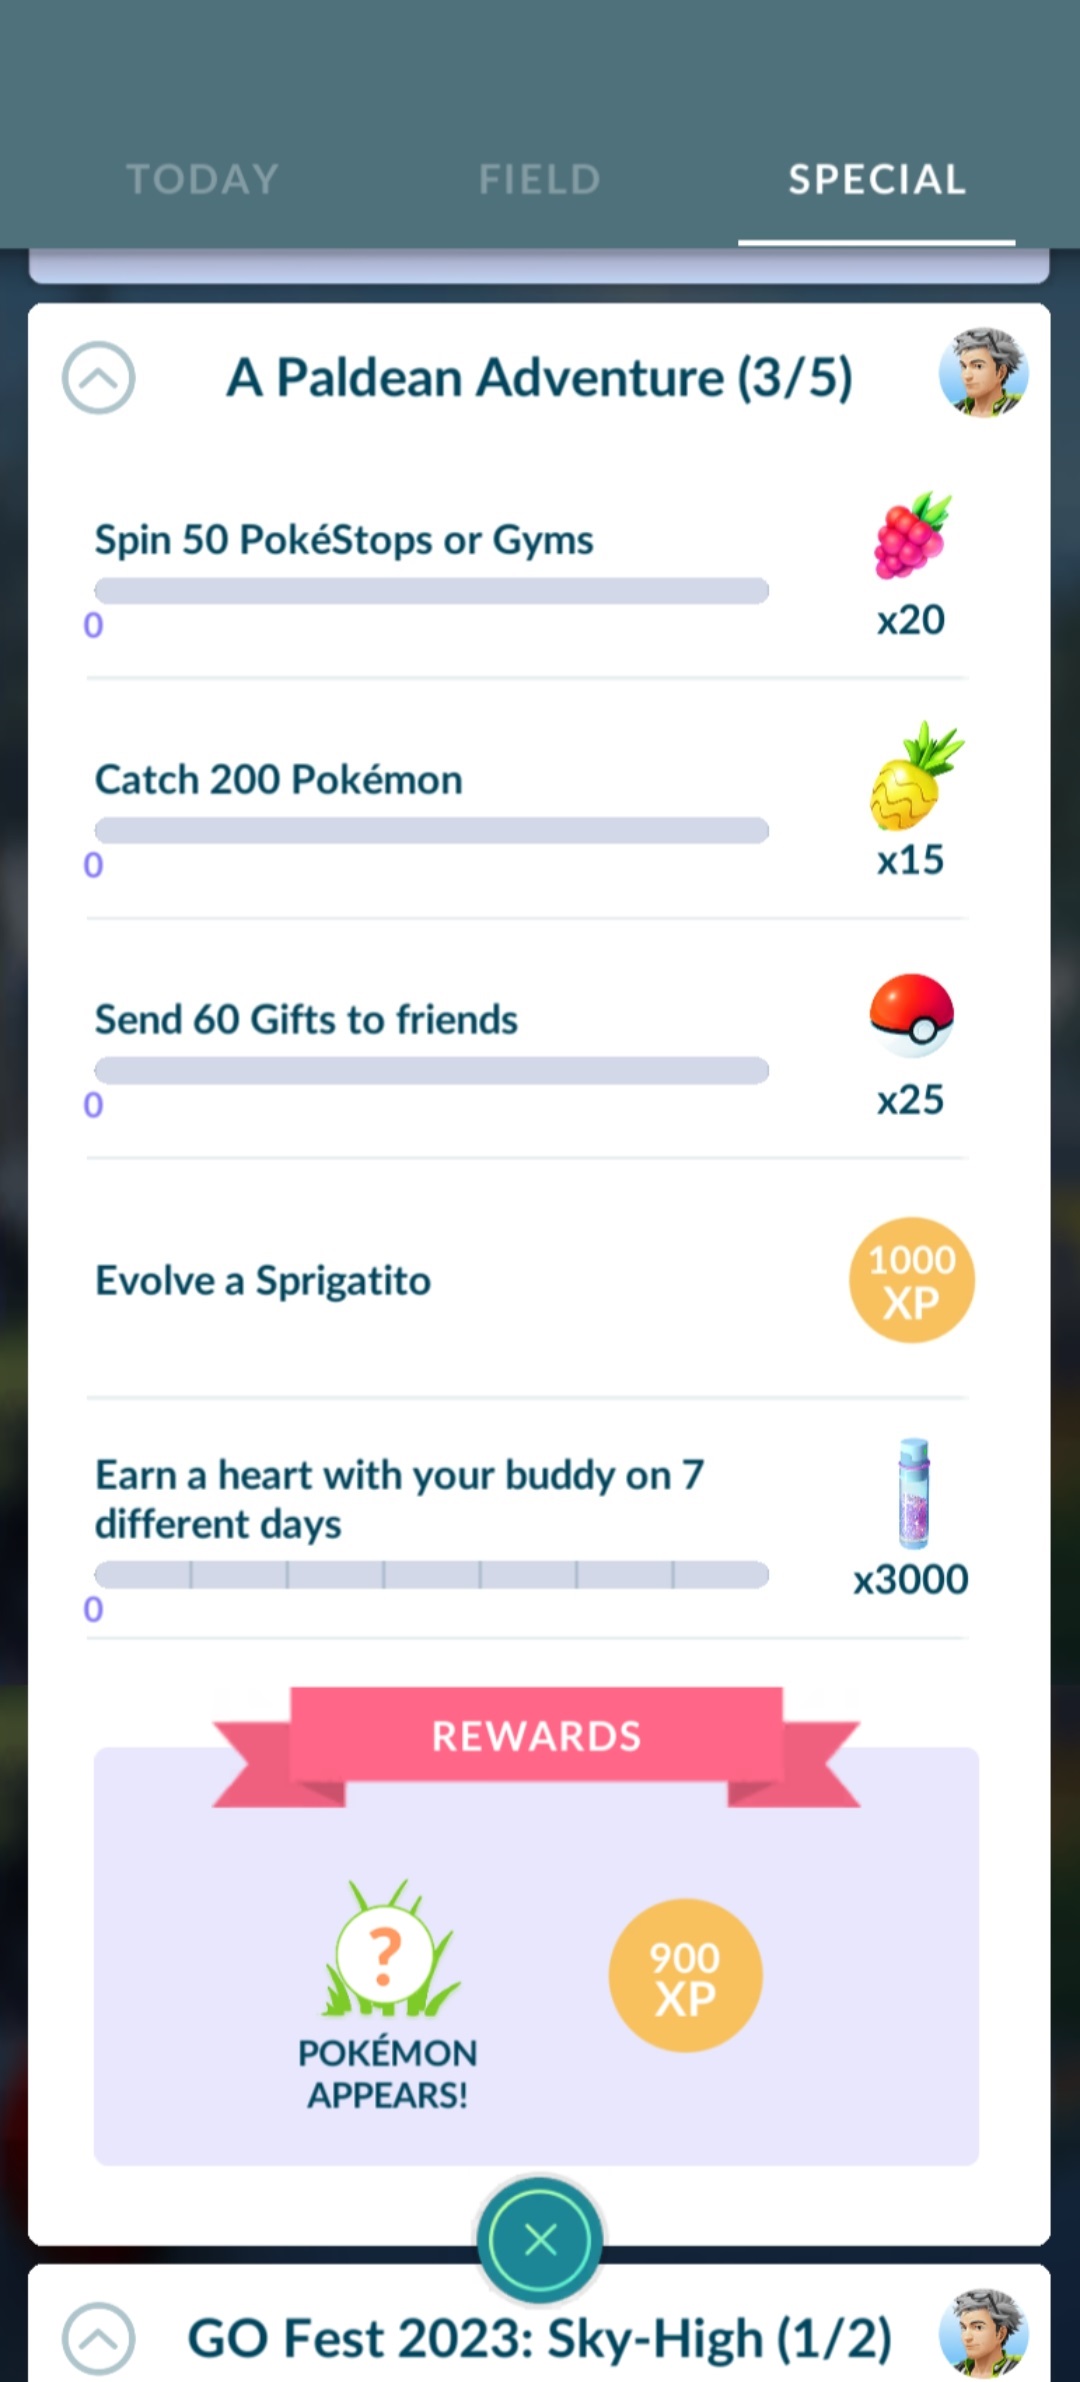 TODAY
FIELD
SPECIAL
A Paldean Adventure (3/5)
Spin 50 PokéStops or Gyms
0
x20
Catch 200 Pokémon
0
x15
Send 60 Gifts to friends
0
x25
Evolve a Sprigatito
1000
XP
Earn a heart with your buddy on 7
different days
0
x3000
REWARDS
?
POKÉMON
APPEARS!
900
XP
GO Fest 2023: Sky-High (1/2)